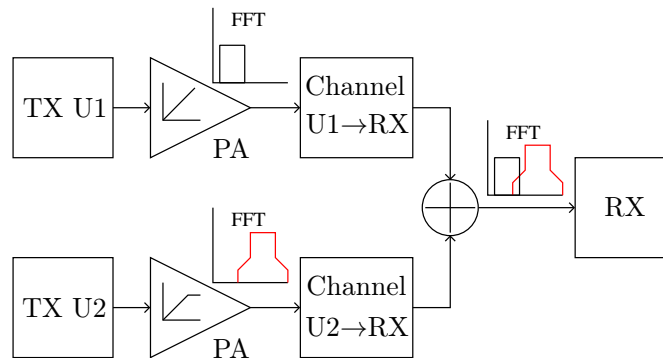 FFT
TX U1
PA
Channel
U1→RX
FFT
RX
FFT
TX U2
PA
Channel
U2→RX